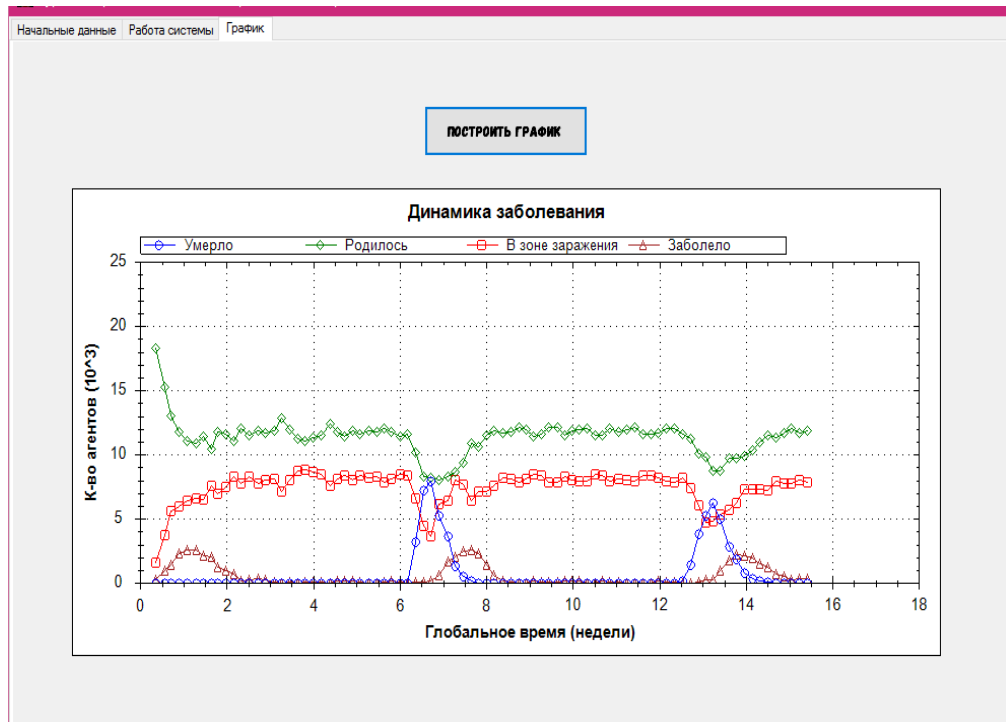 Начальные данные Работа системы График
ПОСТРОИТЬ ГРАФИК
Динамика заболевания
Умерло Родилось В зоне заражения Заболело
25
20
15
10
5
0
К-во агентов (10^3)
0 2 4 6 8 10 12 14 16 18
Глобальное время (недели)